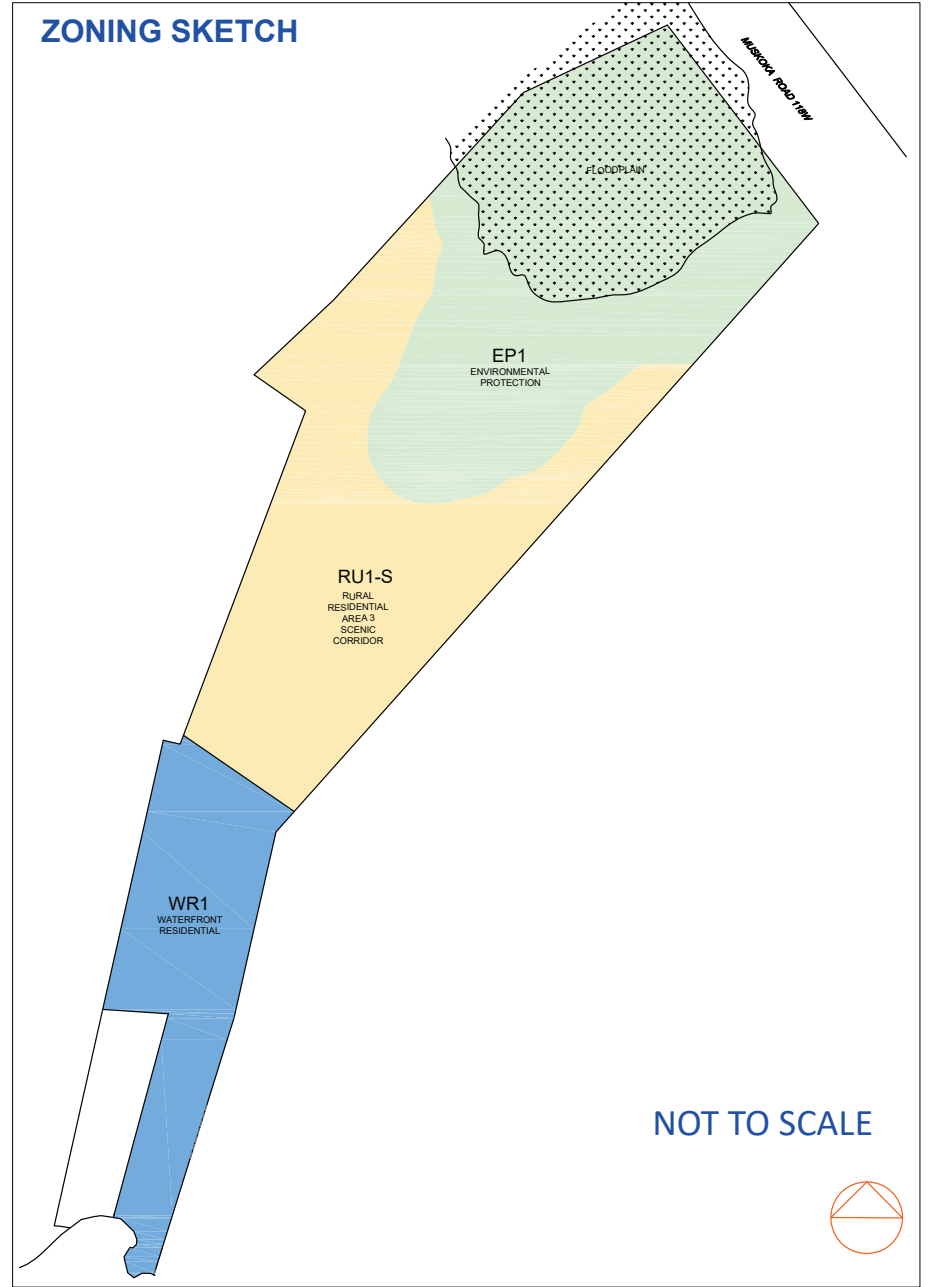 ZONING SKETCH
MUSKOKA ROAD 118W
FLOODPLAIN
EP1
ENVIRONMENTAL
PROTECTION
RU1-S
RURAL
RESIDENTIAL
AREA 3
SCENIC
CORRIDOR
WR1
WATERFRONT
RESIDENTIAL
NOT TO SCALE